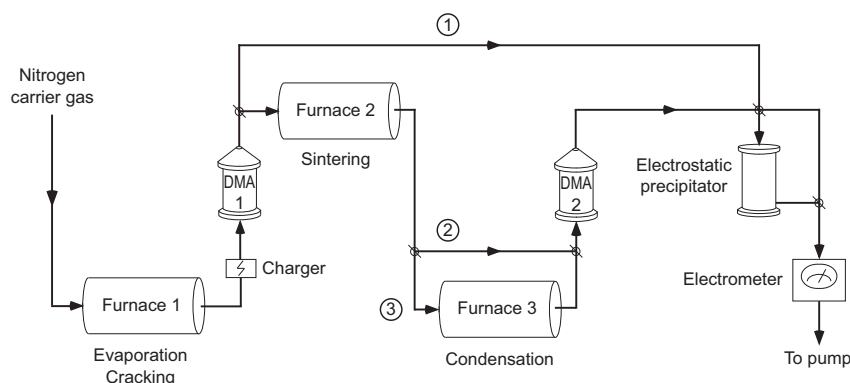 1
Nitrogen
carrier gas
Furnace 2
Sintering
DMA
1
DMA
2
Electrostatic
precipitator
2
Charger
Electrometer
Furnace 1
3
Furnace 3
Evaporation
Cracking
Condensation
To pump